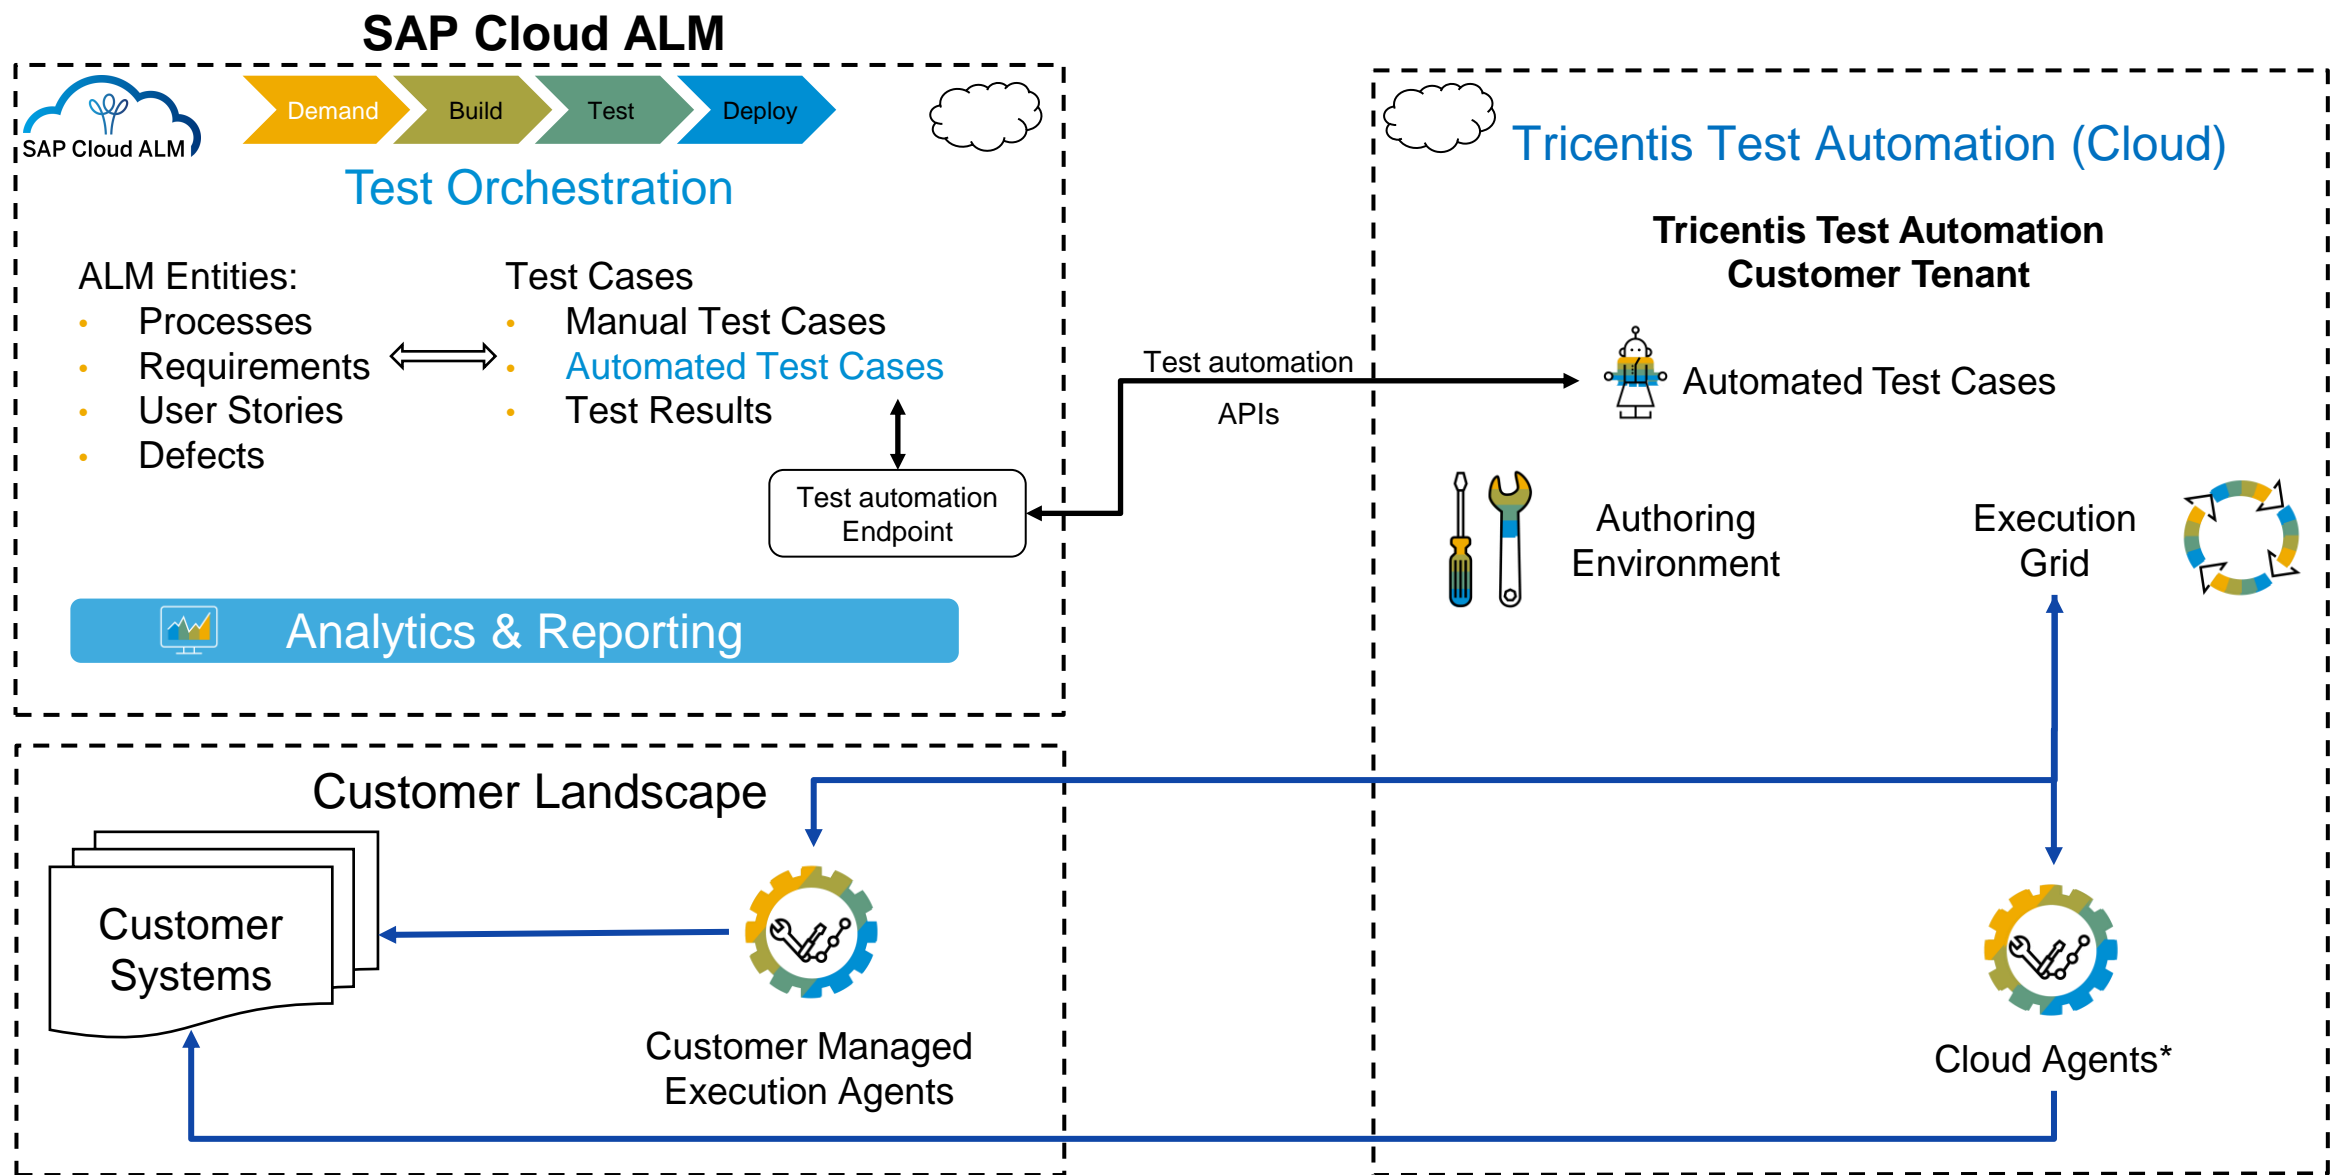 SAP Cloud ALM
SAP Cloud ALM
Demand
Build
Test
Deploy
Test Orchestration
ALM Entities:
• Processes
• Requirements
• User Stories
• Defects
Test Cases
• Manual Test Cases
• Automated Test Cases
• Test Results
Test automation
Endpoint
Analytics & Reporting
Test automation
APIs
Tricentis Test Automation (Cloud)
Tricentis Test Automation
Customer Tenant
Automated Test Cases
Authoring
Environment
Execution
Grid
Customer Landscape
Customer
Systems
Customer Managed
Execution Agents
Cloud Agents*